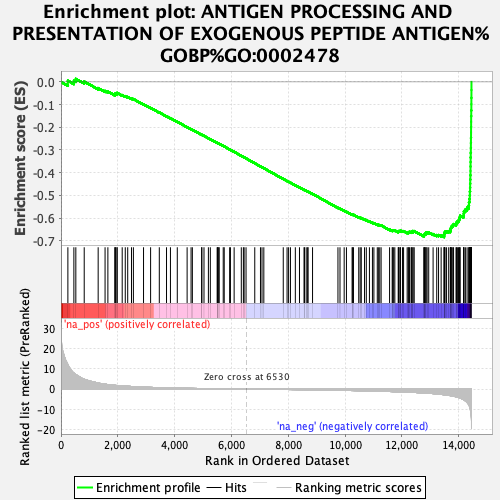 Enrichment plot: ANTIGEN PROCESSING AND
PRESENTATION OF EXOGENOUS PEPTIDE ANTIGEN%
GOBP%GO:0002478
Enrichment score (ES)
0.0
-0.1
-0.2
-0.3
-0.4
-0.5
-0.6
-0.7
'na_pos' (positively correlated)
Ranked list metric (PreRanked)
30
20
10
0
-10
-20
Zero cross at 6530
'na_neg' (negatively correlated)
0
2,000
4,000
6,000
8,000
10,000
12,000
14,000
Rank in Ordered Dataset
Enrichment profile
Hits
Ranking metric scores